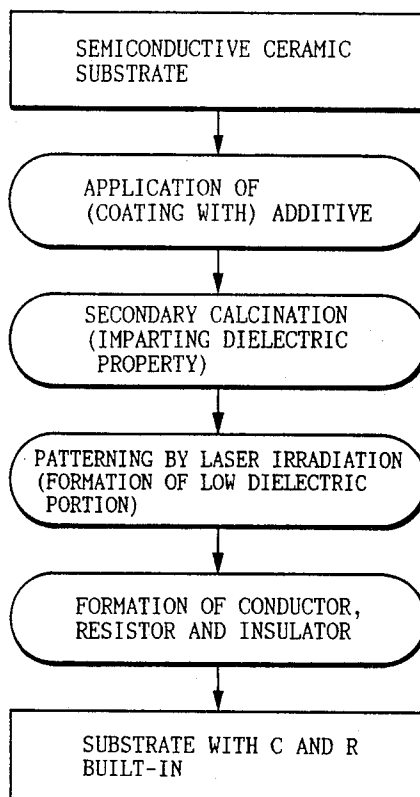 SEMICONDUCTIVE CERAMIC
SUBSTRATE
APPLICATION OF
(COATING WITH) ADDITIVE
SECONDARY CALCINATION
(IMPARTING DIELECTRIC
PROPERTY)
PATTERNING BY LASER IRRADIATION
(FORMATION OF LOW DIELECTRIC
PORTION)
FORMATION OF CONDUCTOR,
RESISTOR AND INSULATOR
SUBSTRATE WITH C AND R
BUILT-IN